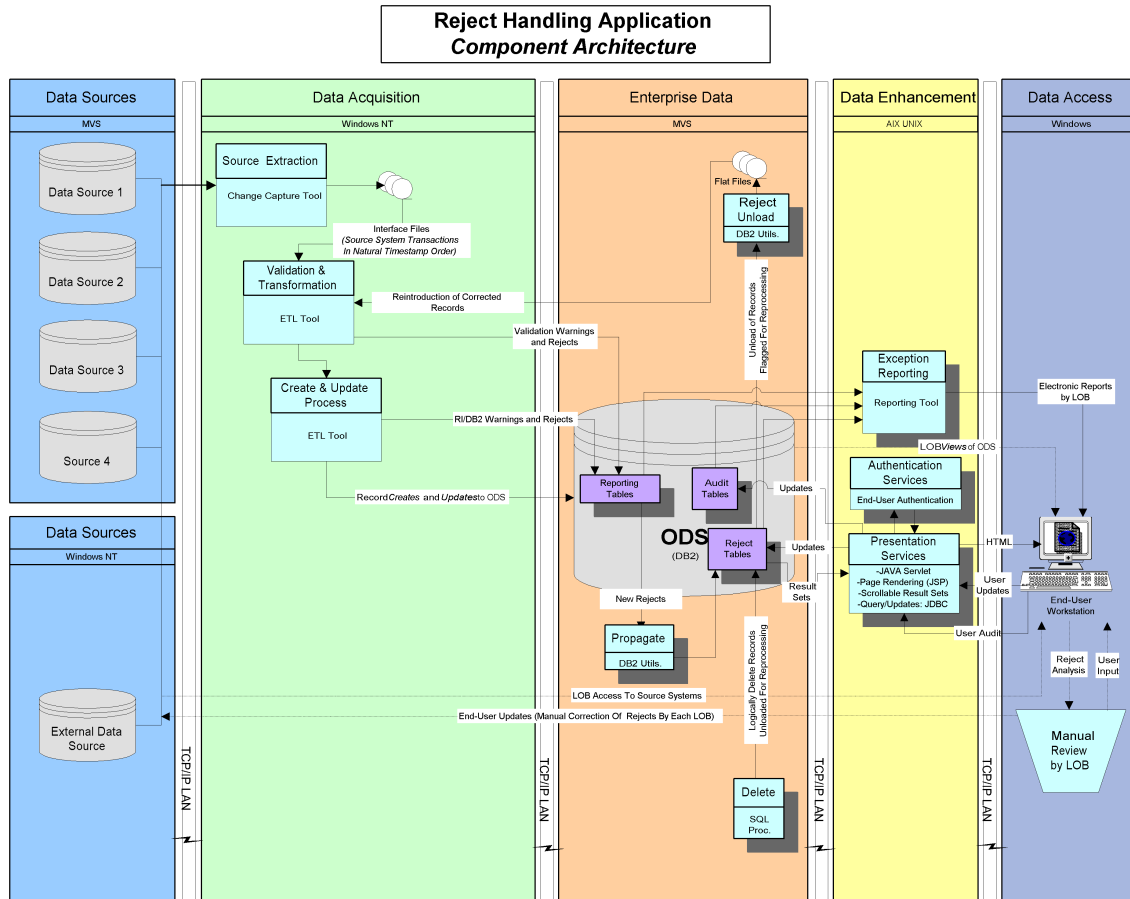 Reject Handling Application
Component Architecture
Data Sources
MVS
Data Source 1
Data Source 2
Data Source 3
Source 4
Data Sources
Windows NT
External Data
Source
TCP/IP LAN
Data Acquisition
Windows NT
Source Extraction
Change Capture Tool
Interface Files
(Source System Transactions
In Natural Timestamp Order)
Validation &
Transformation
ETL Tool
Reintroduction of Corrected
Records
Validation Warnings
and Rejects
Create & Update
Process
ETL Tool
RI/DB2 Warnings and Rejects
Record Creates and Updates to ODS
TCP/IP LAN
Enterprise Data
MVS
Flat Files
Reject
Unload
DB2 Utils.
Unload of Records
Flagged For Reprocessing
Reporting
Tables
Audit
Tables
ODS
(DB2)
Reject
Tables
Updates
Updates
Result
Sets
New Rejects
Propagate
DB2 Utils.
Logically Delete Records
Unloaded For Reprocessing
LOB Access To Source Systems
End-User Updates (Manual Correction Of Rejects By Each LOB)
Delete
SQL
Proc.
TCP/IP LAN
Data Enhancement
AIX UNIX
Exception
Reporting
Reporting Tool
LOB Views of ODS
Authentication
Services
End-User Authentication
Presentation
Services
-JAVA Servlet
-Page Rendering (JSP)
-Scrollable Result Sets
-Query/Updates: JDBC
TCP/IP LAN
Data Access
Windows
Electronic Reports
by LOB
HTML
User
Updates
User Audit
End-User
Workstation
Reject
Analysis
User
Input
Manual
Review
by LOB